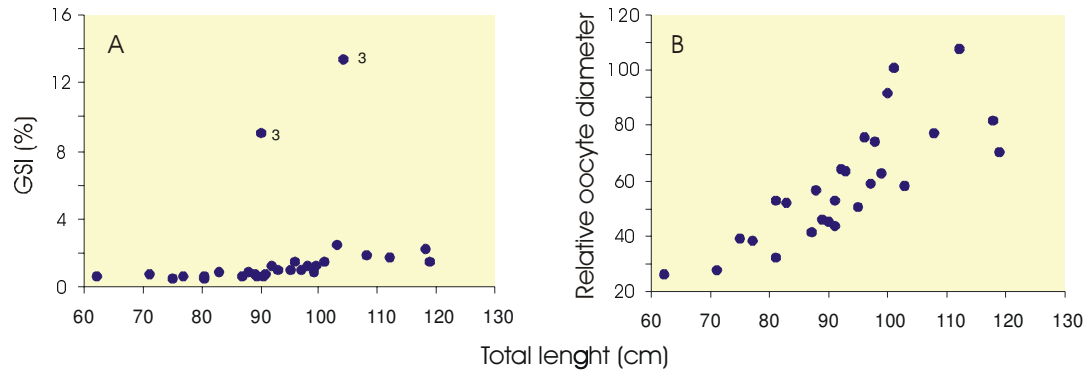 A
GSI (%)
16
12
8
4
0
3
3
60 70 80 90 100 110 120 130
B
Relative oocyte diameter
120
100
80
60
40
20
60 70 80 90 100 110 120 130
Total lenght (cm)